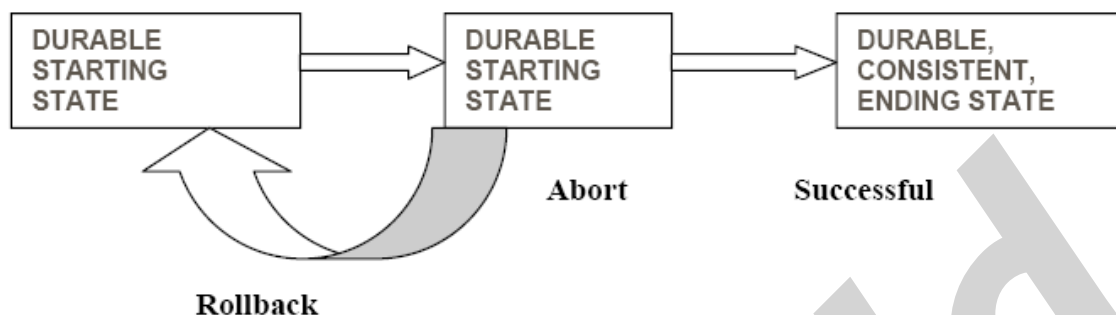 DURABLE
STARTING
STATE
DURABLE
STARTING
STATE
DURABLE,
CONSISTENT,
ENDING STATE
Abort
Successful
Rollback